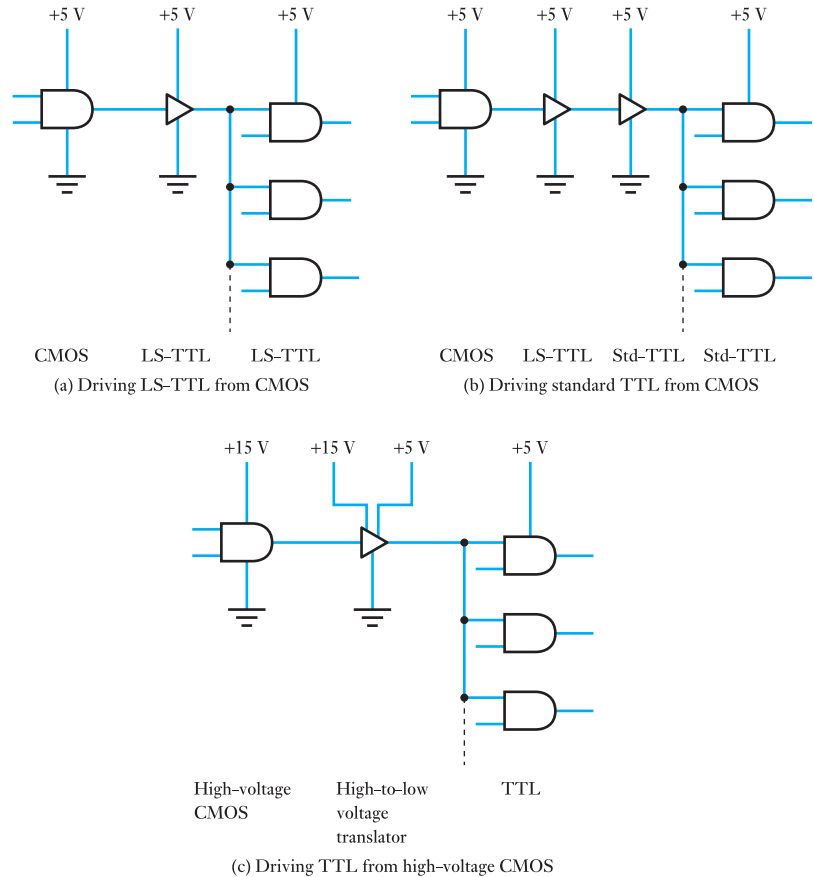 +5 V +5 V +5 V
+5 V +5 V +5 V +5 V
CMOS LS–TTL LS–TTL
(a) Driving LS–TTL from CMOS
CMOS LS–TTL Std–TTL Std–TTL
(b) Driving standard TTL from CMOS
+15 V +15 V +5 V +5 V
High–voltage
CMOS
High–to–low
voltage
translator
TTL
(c) Driving TTL from high–voltage CMOS